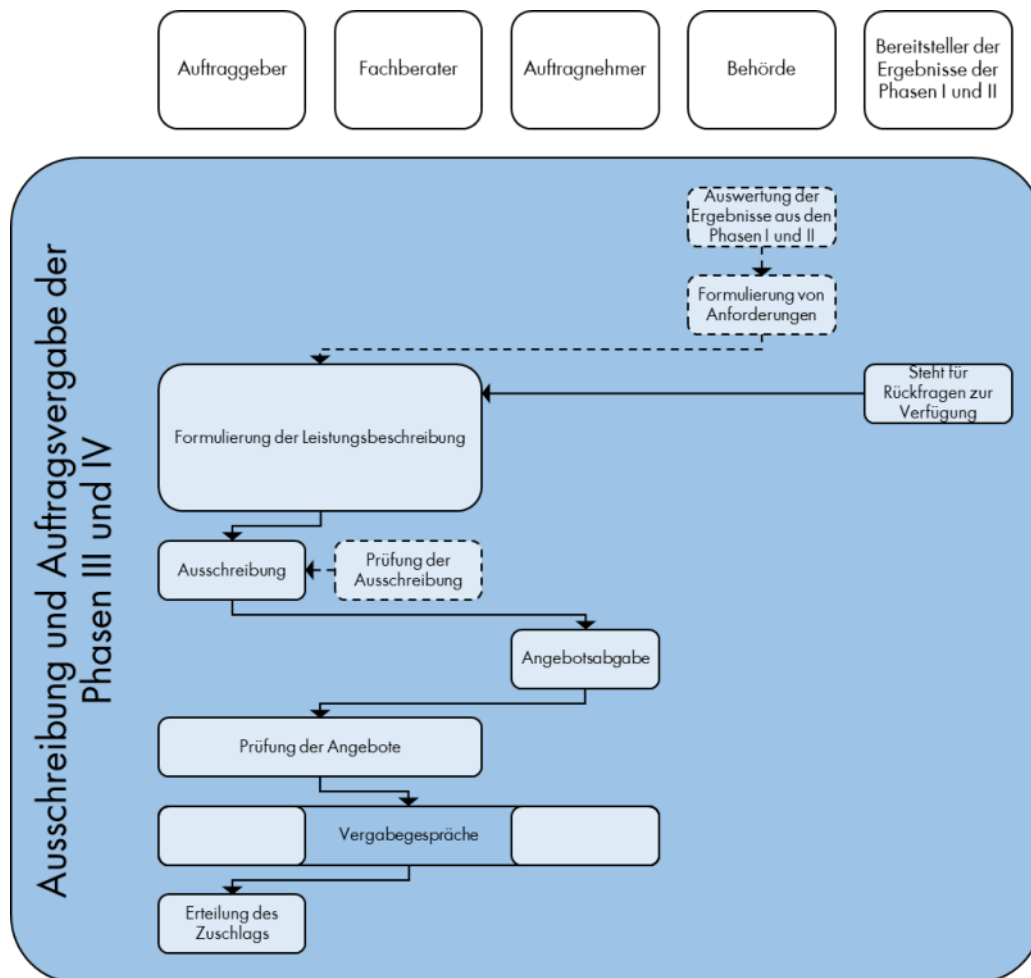 Auftraggeber
Fachberater
Auftragnehmer
Behörde
Bereitsteller der
Ergebnisse der
Phasen I und II
Ausschreibung und Auftragsvergabe der
Phasen III und IV
Auswertung der
Ergebnisse aus den
Phasen I und II
Formulierung von
Anforderungen
Steht für
Rückfragen zur
Verfügung
Formulierung der Leistungsbeschreibung
Ausschreibung
Prüfung der
Ausschreibung
Angebotsabgabe
Prüfung der Angebote
Vergabegespräche
Erteilung des
Zuschlags